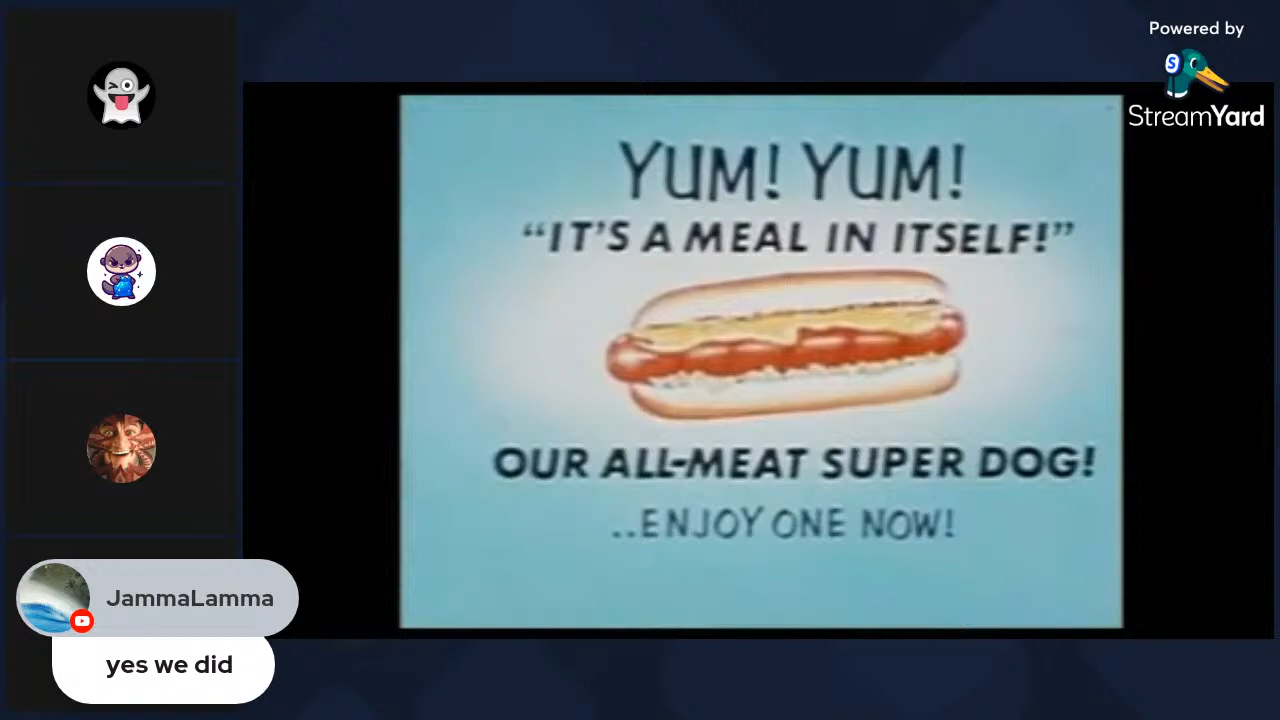 Powered by
StreamYard
YUM! YUM!
“IT'S A MEAL IN ITSELF!”
OUR ALL-MEAT SUPER DOG!
..ENJOY ONE NOW!
JammaLamma
yes we did
S